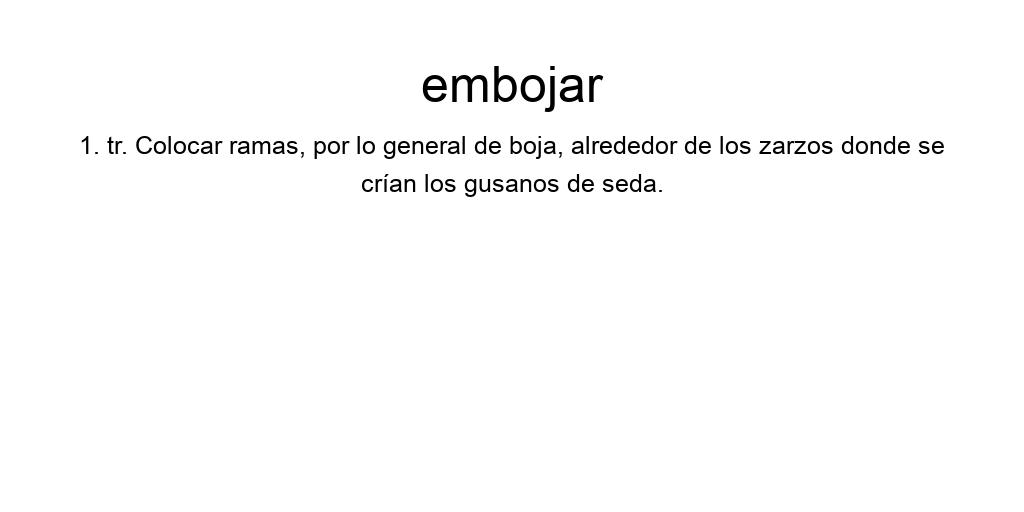 embojar
1. tr. Colocar ramas, por lo general de boja, alrededor de los zarzos donde se
crían los gusanos de seda.